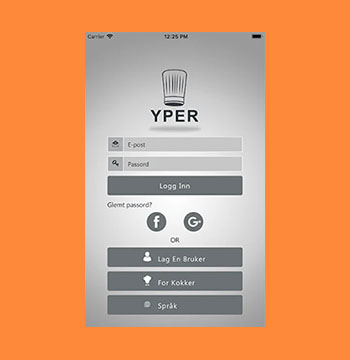 Carrier 12:25 PM
YPER
E-post
Passord
Logg Inn
Glemt passord?
f G+
OR
Lag En Bruker
For Kokker
Språk